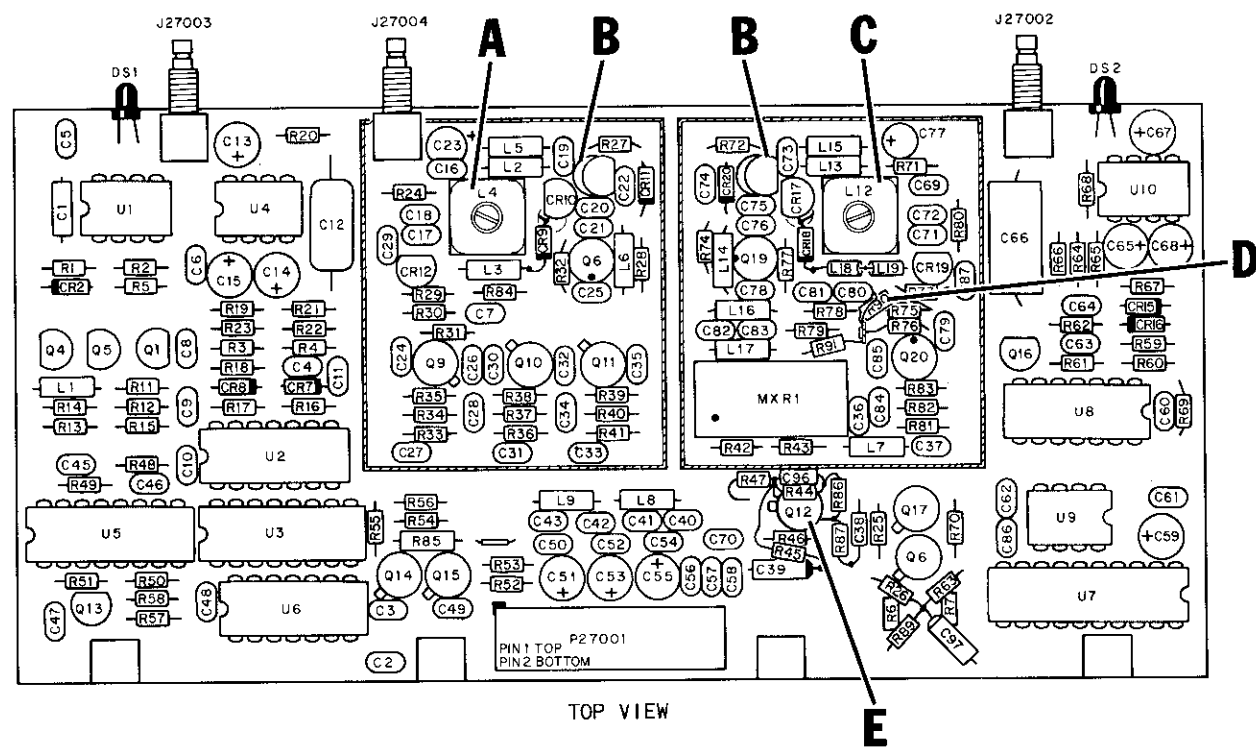 J27003 J27004 A B B C J27002
DS1 DS2
C5 C13 R20 C23 C16 L5 L2 C19 R27 R72 C73 L15 L13 C77 R71 C67
C1 U1 U4 C12 R24 L4 CR10 C22 CR11 C74 CR20 CR17 L12 C69 R68 U10
C18 C17 C20 C21 C75 C76 C72 C71 R80 C66 C65 C68
C6 C29 CR9 R74 L14 CR18 R66 R64 R65 D
R1 R2 C15 C14 CR12 L3 R32 Q6 L6 R28 Q19 R77 L18 L19 CR19 C87
CR2 R5 R29 R84 C25 C78 C81 C80 R90 R67
R19 R21 R30 C7 L16 R78 R75 C64 CR15
R23 R22 R31 C82 C83 R79 R76 C79 R62 CR16
Q4 Q5 Q1 C8 R3 R4 L17 R91 C85 Q20 Q16 C63 R59
R18 C4 C11 C24 Q9 C26 C30 Q10 C32 Q11 C35 R61 R60
L1 R11 CR8 CR7 R35 R38 R39 MXR1 R83
R14 R12 C9 R17 R16 R34 C28 R37 C34 R40 C36 C84 R82 U8 C60 R69
R13 R15 R33 R36 R41 R81
C45 R48 C10 U2 C27 C31 C33 R42 R43 L7 C37
R49 C46 R47 C96 R44 R86
U5 U3 R55 R56 L9 L8 Q12 Q17 C62 C61
R54 C43 C42 C41 C40 R46 R87 C38 R25 R70 U9
R85 C50 C52 C54 C70 R45 Q6 C86 C59
R51 R50 Q14 Q15 R53 C51 C53 C55 C56 C57 C58 C39 U7
Q13 R58 C48 U6 R52 R26 R63
C47 R57 C3 C49 P27001 R6 R7
PIN 1 TOP R89 C97
C2 PIN 2 BOTTOM
TOP VIEW E